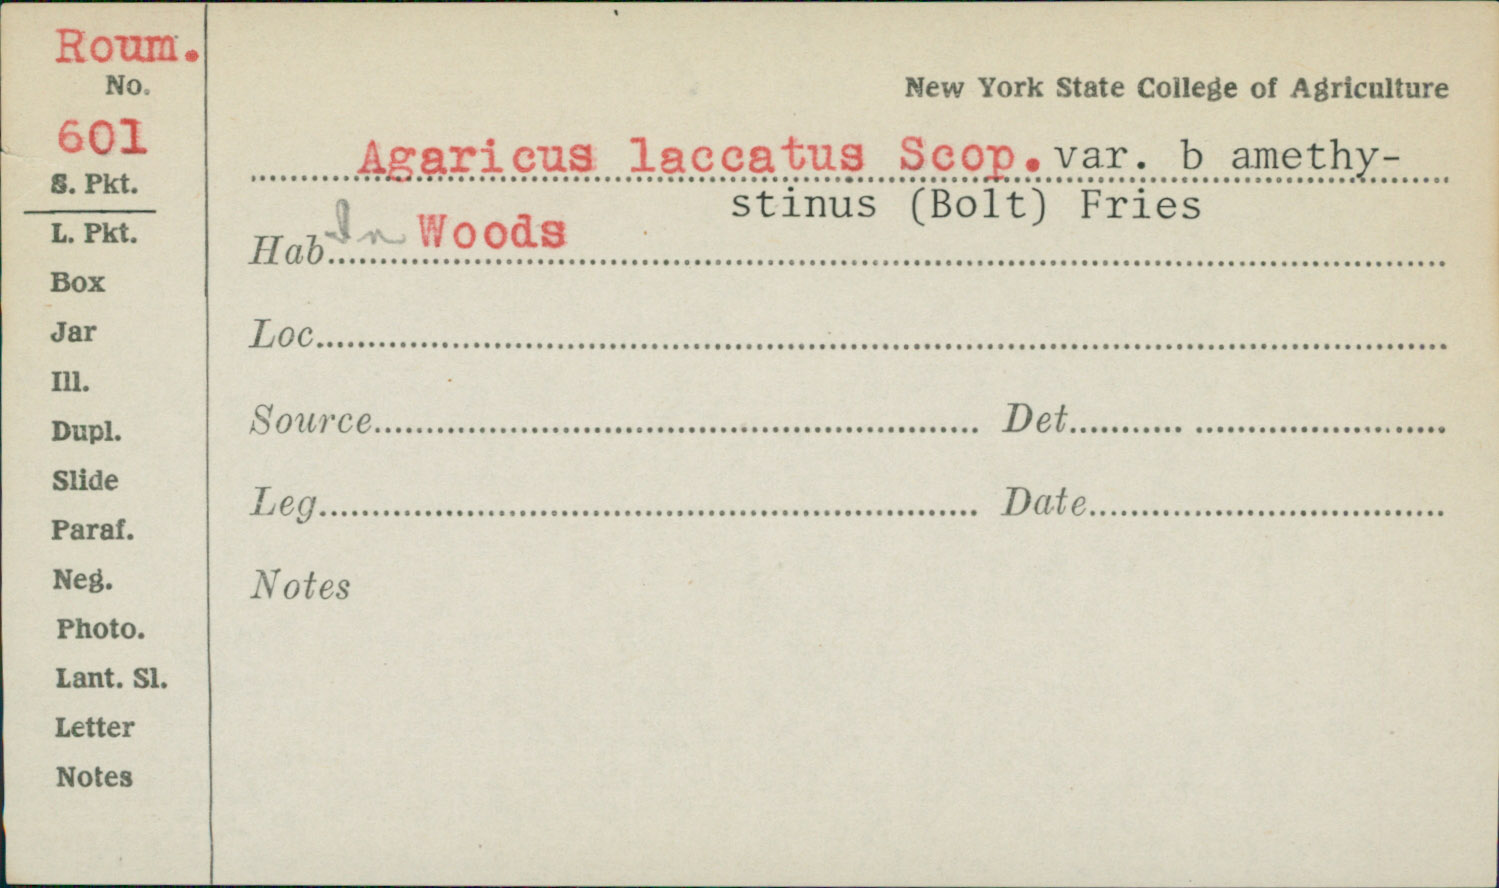 Roum.
No.
601
S. Pkt.
L. Pkt.
Box
Jar
Ill.
Dupl.
Slide
Paraf.
Neg.
Photo.
Lant. Sl.
Letter
Notes
New York State College of Agriculture
Agaricus laccatus Scop. var. b amethy-
stinus (Bolt) Fries
Hab. In Woods
Loc.
Source Det.
Leg. Date
Notes